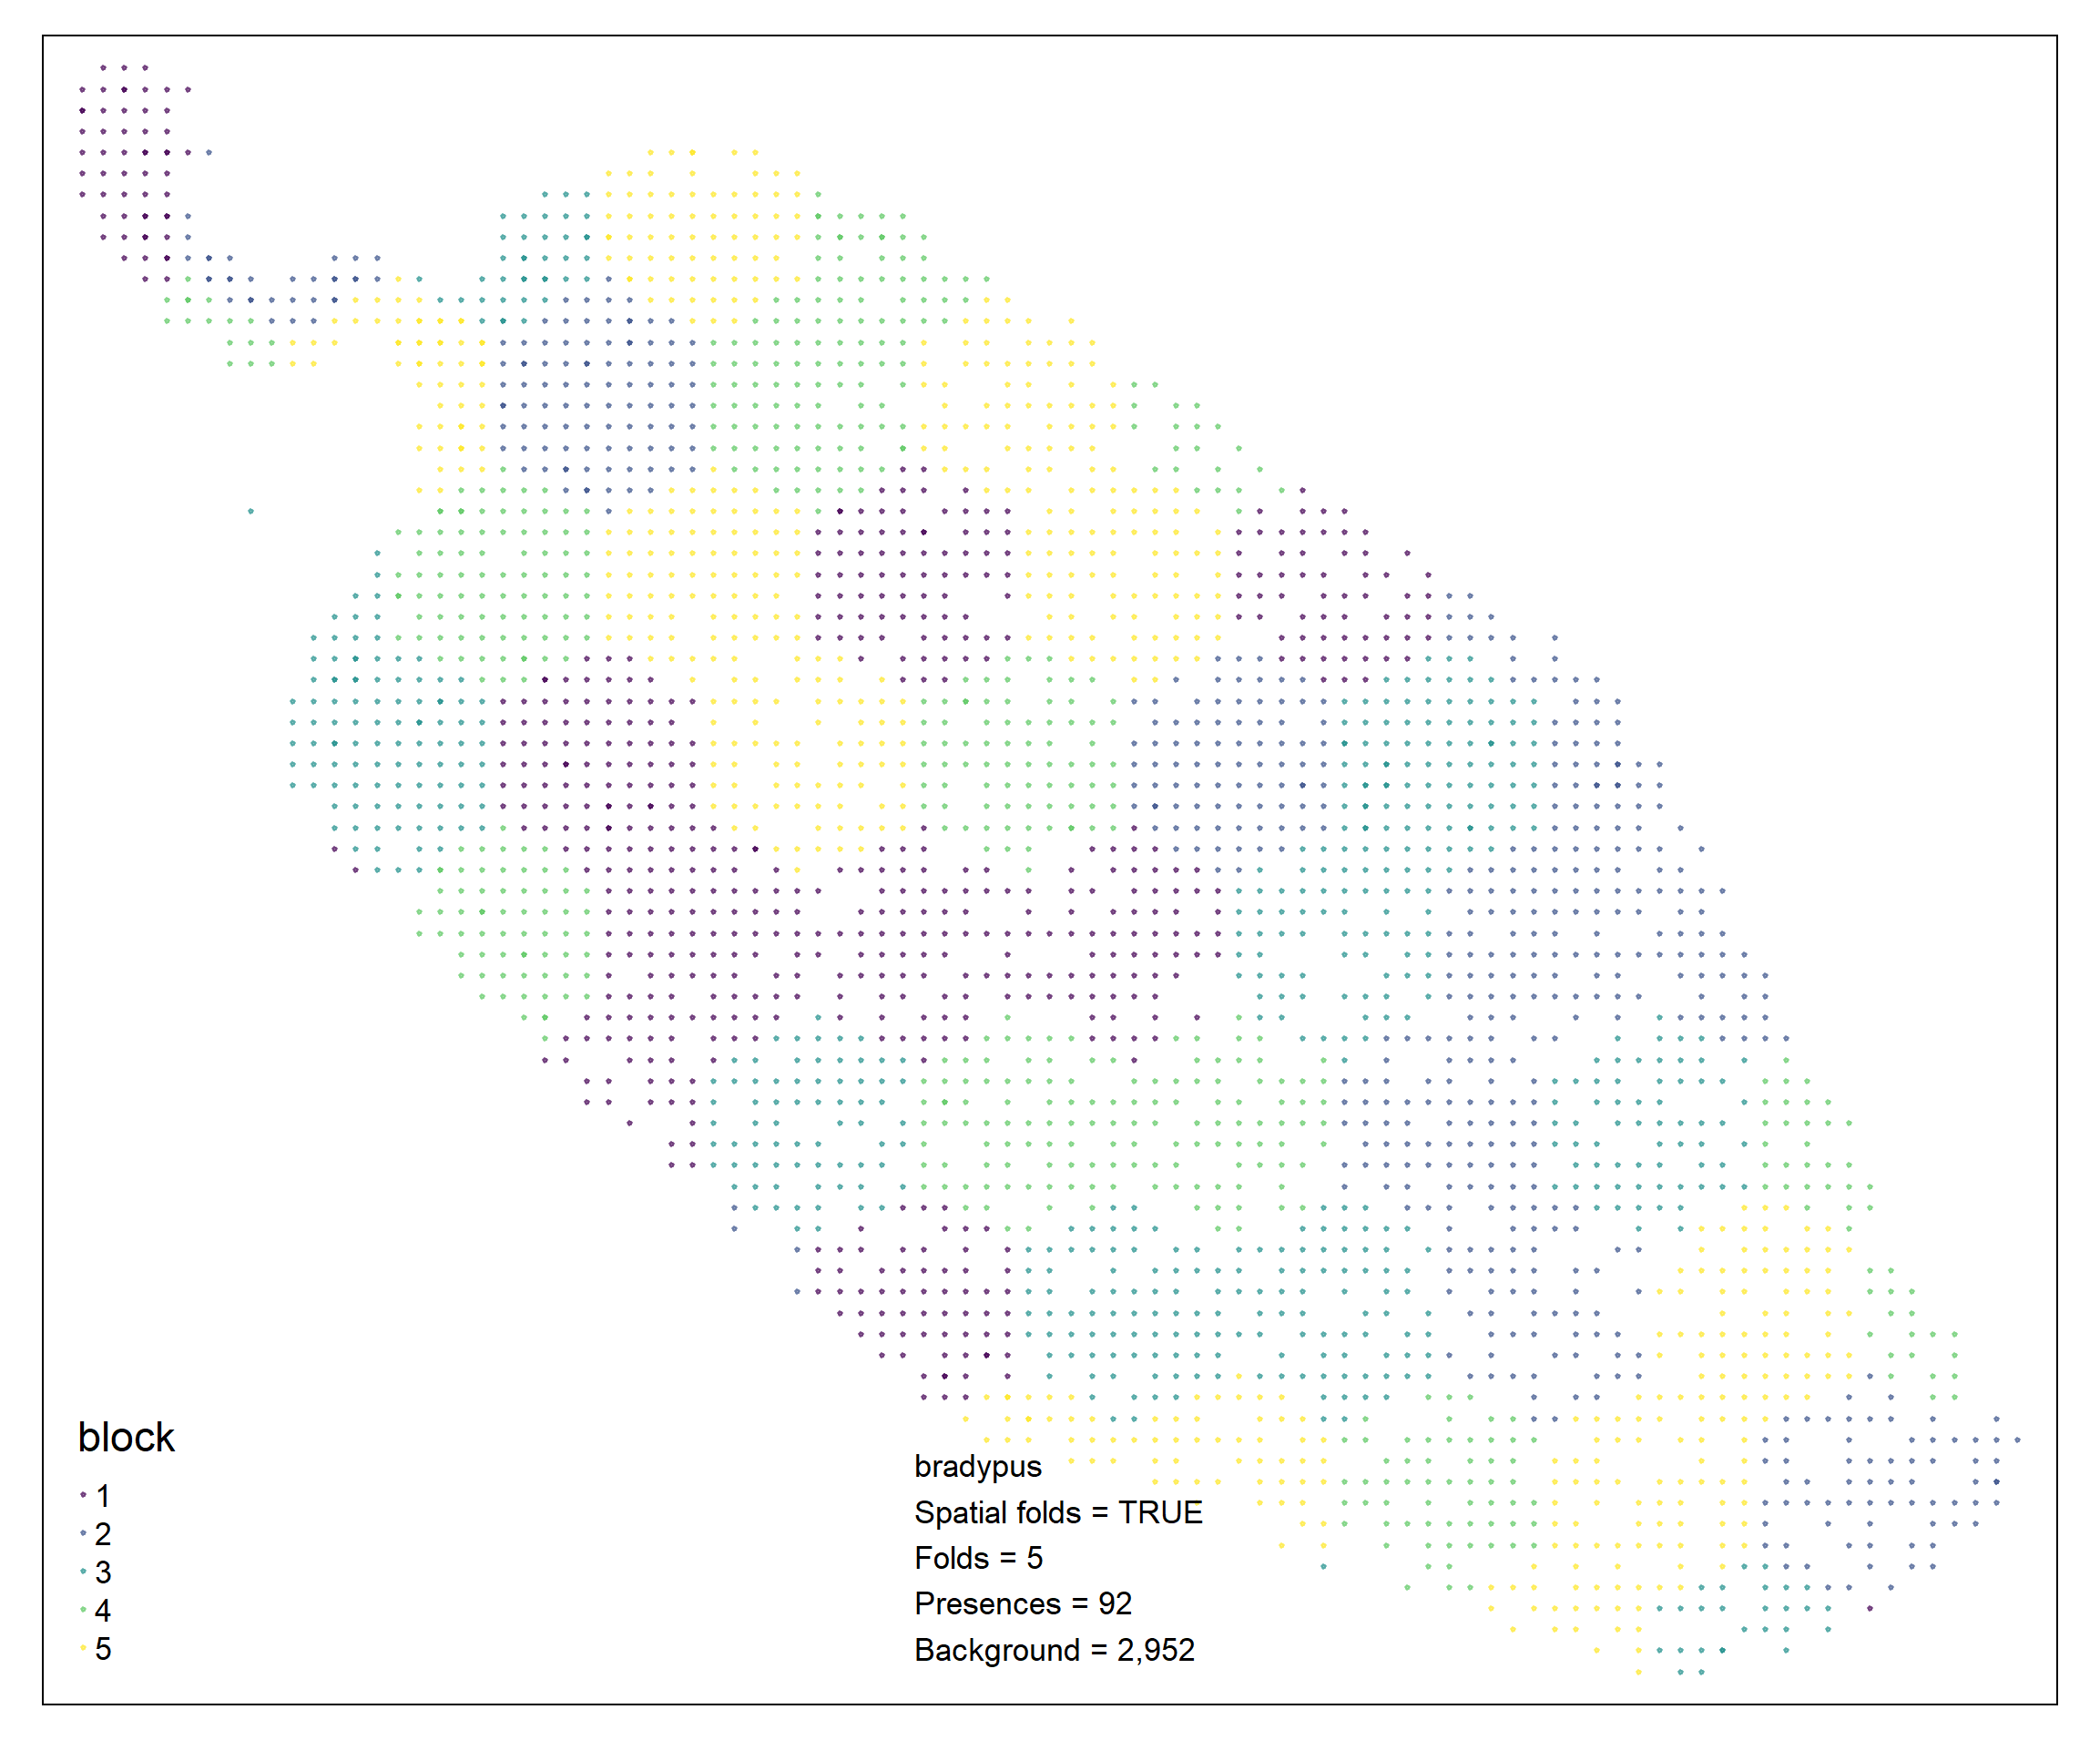 block
1
2
3
4
5
bradypus
Spatial folds = TRUE
Folds = 5
Presences = 92
Background = 2,952